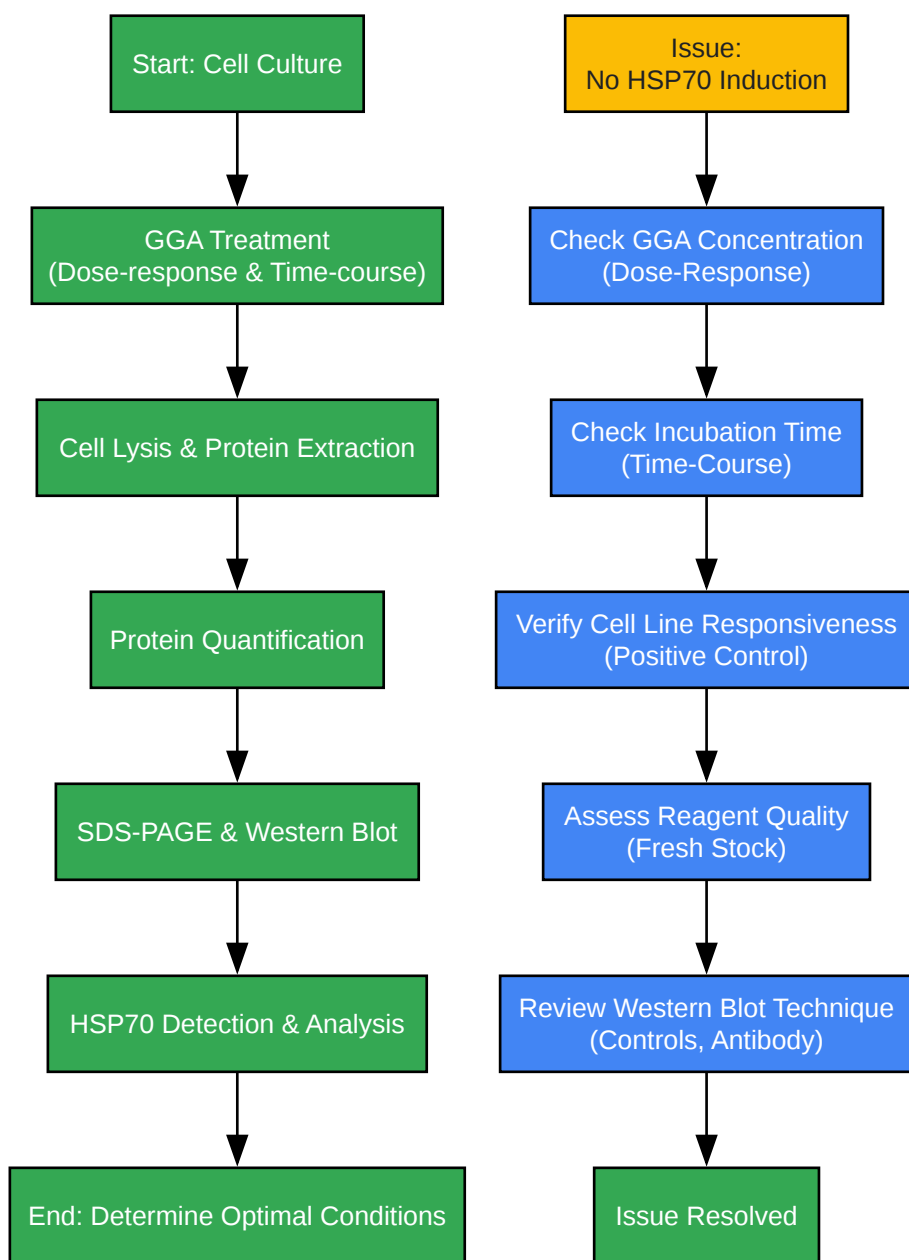 Start: Cell Culture
GGA Treatment
(Dose-response & Time-course)
Cell Lysis & Protein Extraction
Protein Quantification
SDS-PAGE & Western Blot
HSP70 Detection & Analysis
End: Determine Optimal Conditions
Issue:
No HSP70 Induction
Check GGA Concentration
(Dose-Response)
Check Incubation Time
(Time-Course)
Verify Cell Line Responsiveness
(Positive Control)
Assess Reagent Quality
(Fresh Stock)
Review Western Blot Technique
(Controls, Antibody)
Issue Resolved